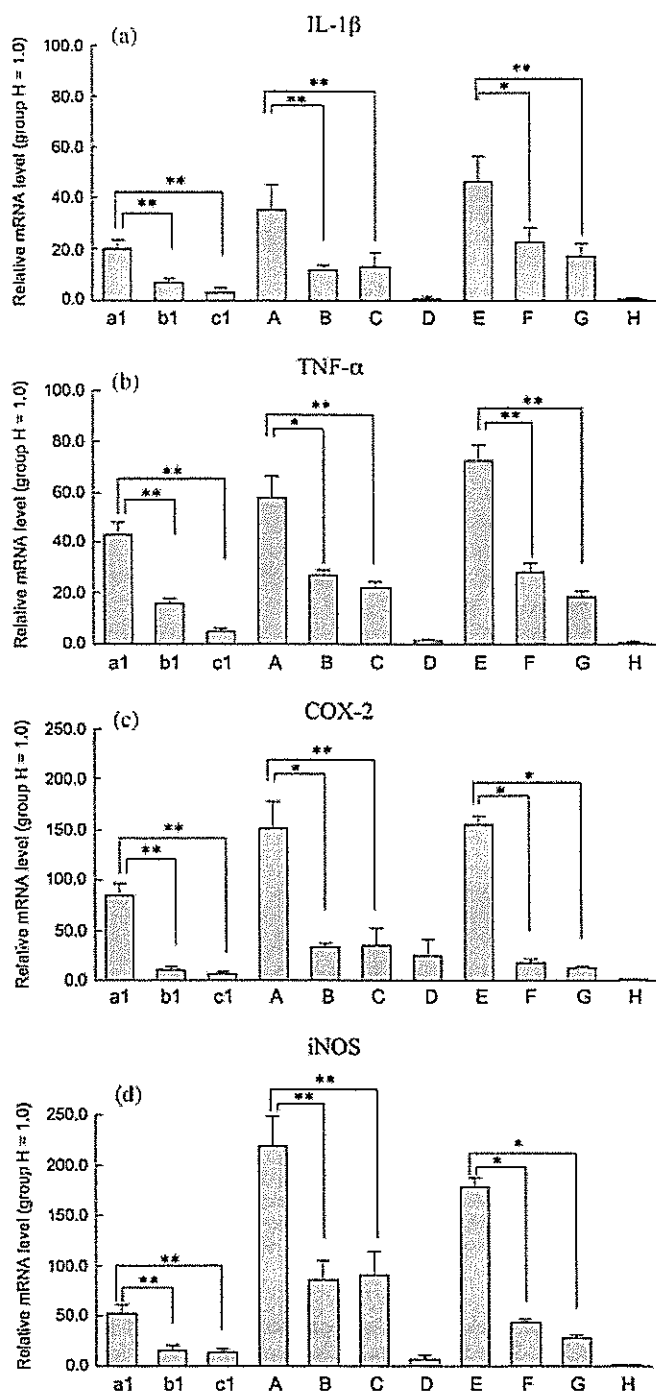 (a) IL-1β
Relative mRNA level (group H = 1.0)
100.0
80.0
60.0
40.0
20.0
0.0
** ** ** ** * **
a1 b1 c1 A B C D E F G H
(b) TNF-α
Relative mRNA level (group H = 1.0)
100.0
80.0
60.0
40.0
20.0
0.0
** ** * ** ** **
a1 b1 c1 A B C D E F G H
(c) COX-2
Relative mRNA level (group H = 1.0)
250.0
200.0
150.0
100.0
50.0
0.0
** ** * ** * *
a1 b1 c1 A B C D E F G H
(d) iNOS
Relative mRNA level (group H = 1.0)
250.0
200.0
150.0
100.0
50.0
0.0
** ** ** ** * *
a1 b1 c1 A B C D E F G H